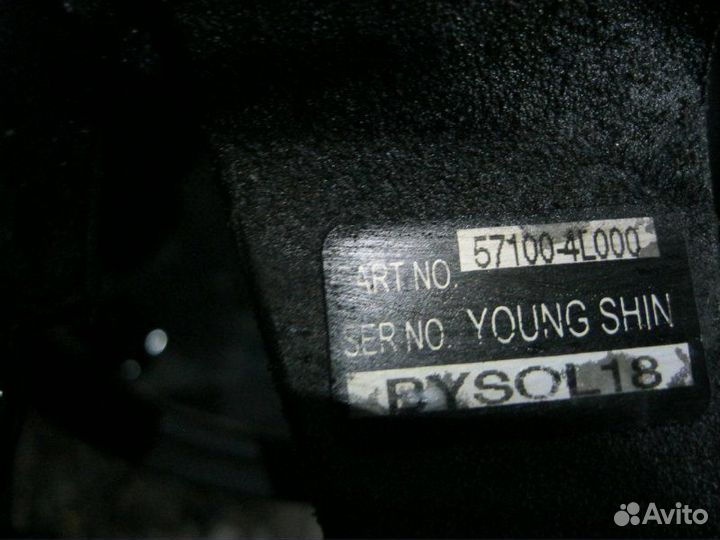 ART NO. 57100-4L000
SER NO. YOUNG SHIN
BYSOL18
Avito